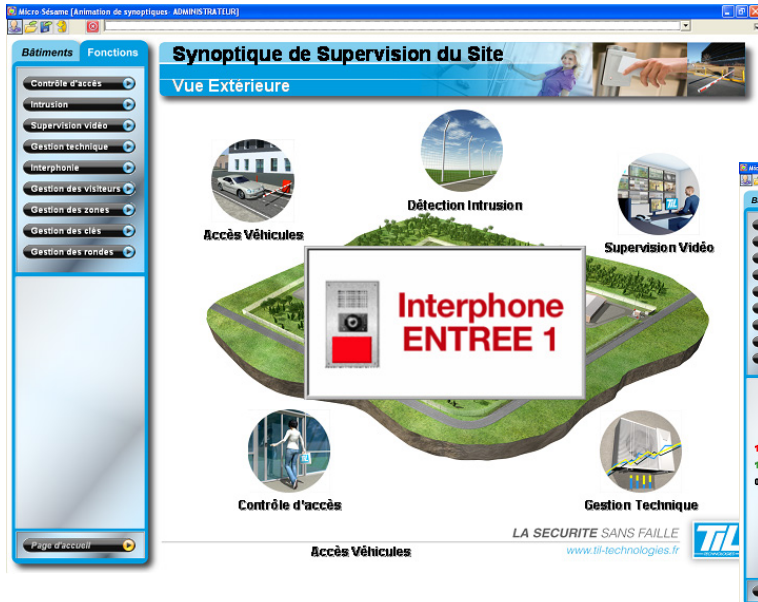 Micro-Sésame [Animation de synoptiques- ADMINISTRATEUR]
Bâtiments Fonctions
Synoptique de Supervision du Site
Vue Extérieure
Contrôle d'accès
Intrusion
Supervision vidéo
Gestion technique
Interphonie
Gestion des visiteurs
Gestion des zones
Gestion des clés
Gestion des rondes
Détection Intrusion
Accès Véhicules
Supervision Vidéo
Interphone
ENTREE 1
Contrôle d'accès
Gestion Technique
LA SECURITE SANS FAILLE
www.til-technologies.fr
TIL
TECHNOLOGIES
Page d'accueil
Accès Véhicules